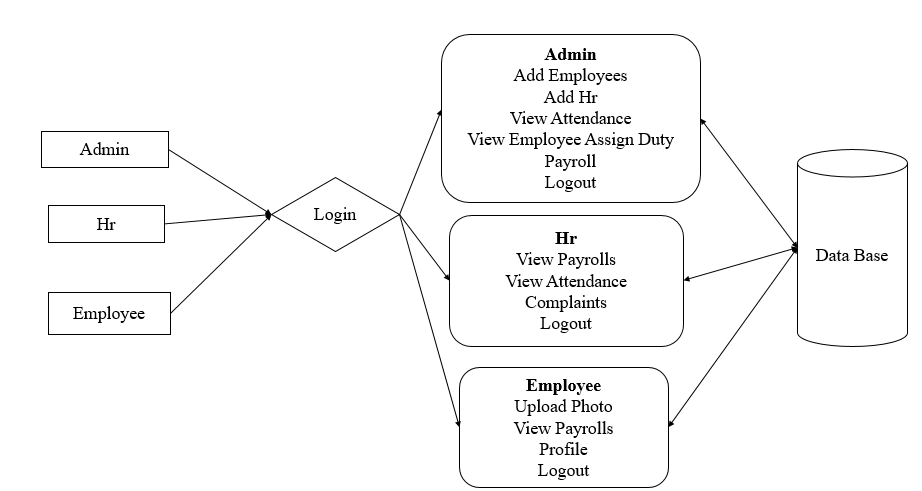 Admin
Hr
Employee
Login
Admin
Add Employees
Add Hr
View Attendance
View Employee Assign Duty
Payroll
Logout
Hr
View Payrolls
View Attendance
Complaints
Logout
Employee
Upload Photo
View Payrolls
Profile
Logout
Data Base